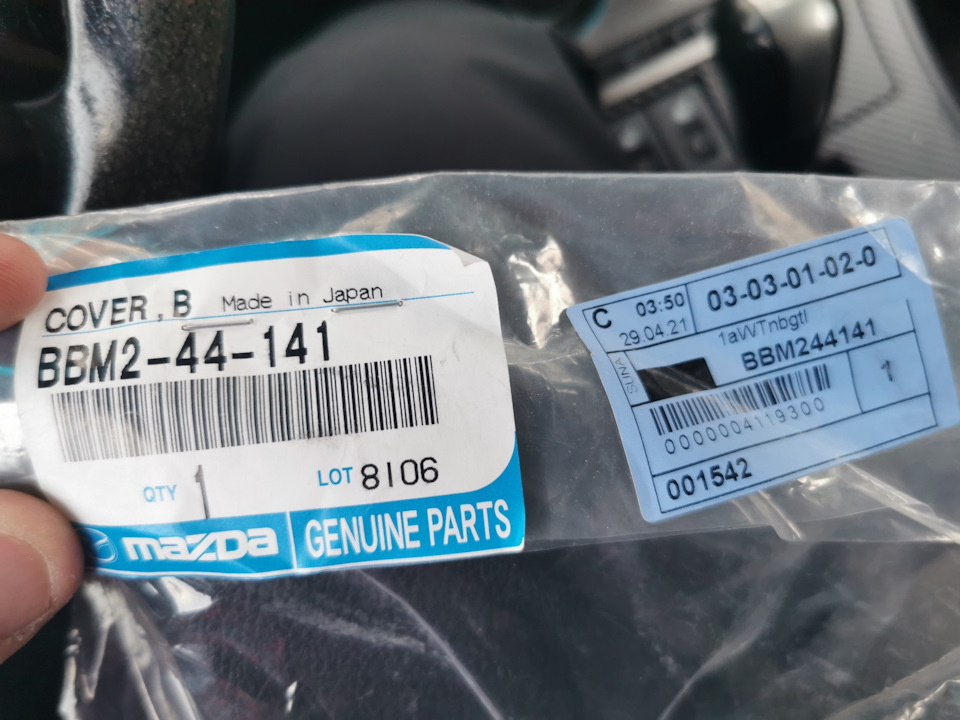 COVER , B Made in Japan
BBM2-44-141
QTY 1 LOT 8106
mazda GENUINE PARTS
C 03:50 03-03-01-02-0
29.04.21 1aWTnbgtl
BBM244141
1
0000004119300
001542